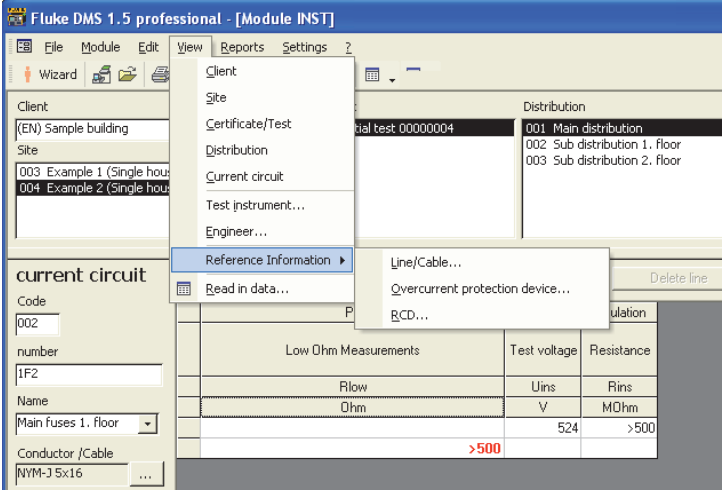 Fluke DMS 1.5 professional - [Module INST]
File Module Edit View Reports Settings ?
Wizard
Client
Site
Certificate/Test
Distribution
Current circuit
Test instrument...
Engineer...
Reference Information
Read in data...
Line/Cable...
Overcurrent protection device...
RCD...
Client
(EN) Sample building
Site
003 Example 1 (Single hou
004 Example 2 (Single hou
tial test 00000004
Distribution
001 Main distribution
002 Sub distribution 1. floor
003 Sub distribution 2. floor
Delete line
current circuit
Code
002
number
1F2
Name
Main fuses 1. floor
Conductor /Cable
NYM-J 5x16
...
P
ulation
Low Ohm Measurements Test voltage Resistance
Rlow Uins Rins
Ohm V MOhm
524 >500
>500